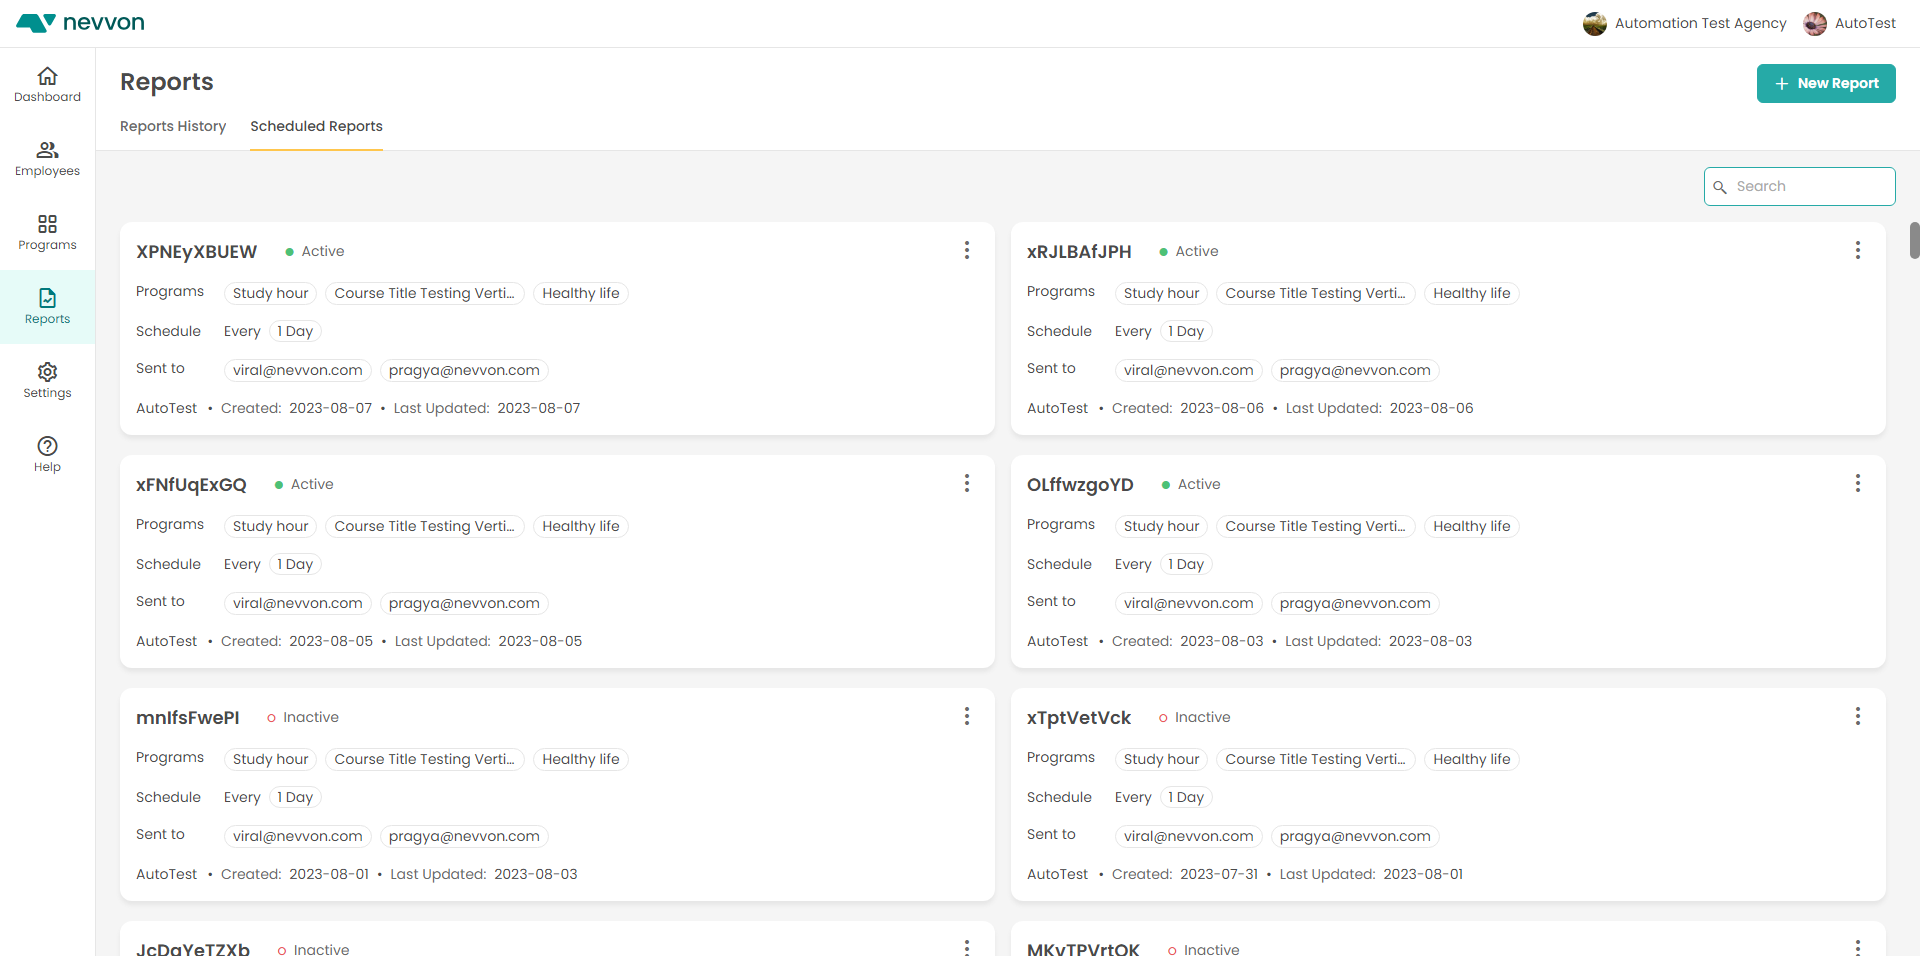 nevvon
Automation Test Agency
AutoTest
Dashboard
Employees
Programs
Reports
Settings
Help
Reports
+ New Report
Reports History
Scheduled Reports
Search
XPNEyXBUEW
Active
Programs Study hour Course Title Testing Verti... Healthy life
Schedule Every 1 Day
Sent to viral@nevvon.com pragya@nevvon.com
AutoTest • Created: 2023-08-07 • Last Updated: 2023-08-07
xRJLBAfJPH
Active
Programs Study hour Course Title Testing Verti... Healthy life
Schedule Every 1 Day
Sent to viral@nevvon.com pragya@nevvon.com
AutoTest • Created: 2023-08-06 • Last Updated: 2023-08-06
xFNfUqExGQ
Active
Programs Study hour Course Title Testing Verti... Healthy life
Schedule Every 1 Day
Sent to viral@nevvon.com pragya@nevvon.com
AutoTest • Created: 2023-08-05 • Last Updated: 2023-08-05
OLffwzgoYD
Active
Programs Study hour Course Title Testing Verti... Healthy life
Schedule Every 1 Day
Sent to viral@nevvon.com pragya@nevvon.com
AutoTest • Created: 2023-08-03 • Last Updated: 2023-08-03
mnIfsFwePI
Inactive
Programs Study hour Course Title Testing Verti... Healthy life
Schedule Every 1 Day
Sent to viral@nevvon.com pragya@nevvon.com
AutoTest • Created: 2023-08-01 • Last Updated: 2023-08-03
xTptVetVck
Inactive
Programs Study hour Course Title Testing Verti... Healthy life
Schedule Every 1 Day
Sent to viral@nevvon.com pragya@nevvon.com
AutoTest • Created: 2023-07-31 • Last Updated: 2023-08-01
Inactive
Inactive